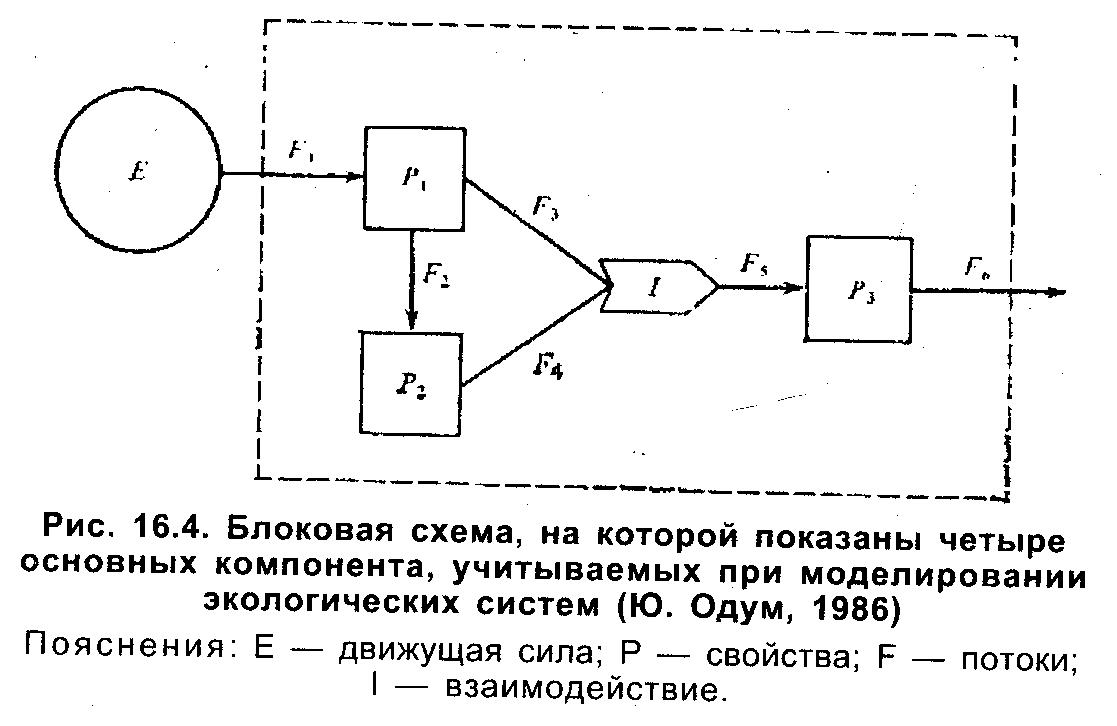 E
F₁
P₁
F₃
F₂
I
F₅
P₃
F₆
P₂
F₄
Рис. 16.4. Блоковая схема, на которой показаны четыре
основных компонента, учитываемых при моделировании
экологических систем (Ю. Одум, 1986)
Пояснения: E — движущая сила; P — свойства; F — потоки;
I — взаимодействие.